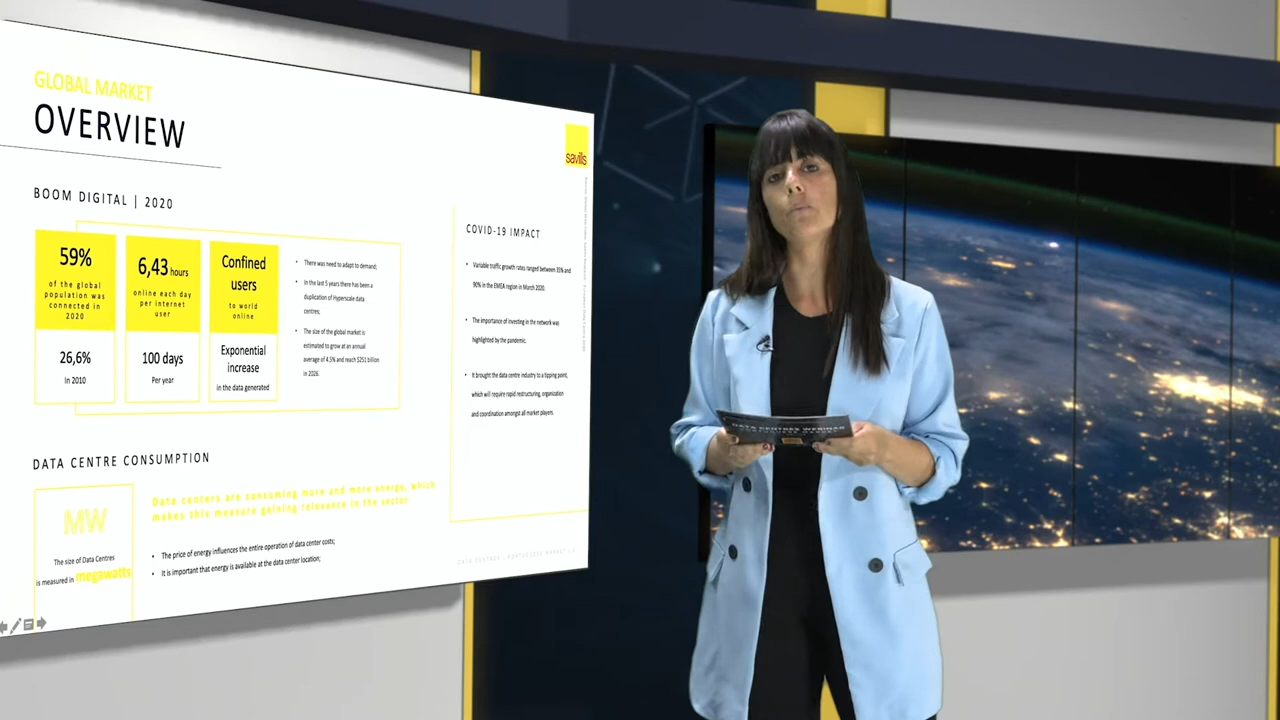 GLOBAL MARKET
OVERVIEW
savills
BOOM DIGITAL | 2020
59%
of the global
population was
connected in
2020
26,6%
In 2010
6,43 hours
online each day
per internet
user
100 days
Per year
Confined
users
to world
online
Exponential
increase
in the data generated
• There was need to adapt to demand;
• In the last 5 years there has been a
duplication of Hyperscale data
centres;
• The size of the global market is
estimated to grow at an annual
average of 4.5% and reach $251 billion
in 2026.
COVID-19 IMPACT
• Variable traffic growth rates ranged between 35% and
90% in the EMEA region in March 2020.
• The importance of investing in the network was
highlighted by the pandemic.
• It brought the data centre industry to a tipping point,
which will require rapid restructuring, organization
and coordination amongst all market players.
DATA CENTRE CONSUMPTION
MW
The size of Data Centres
is measured in megawatts
Data centers are consuming more and more energy, which
makes this measure gaining relevance in the sector.
• The price of energy influences the entire operation of data center costs;
• It is important that energy is available at the data center location;
DATA CENTRES | PORTUGUESE MARKET |
DATA CENTRES WEBINAR
PORTUGUESE MARKET